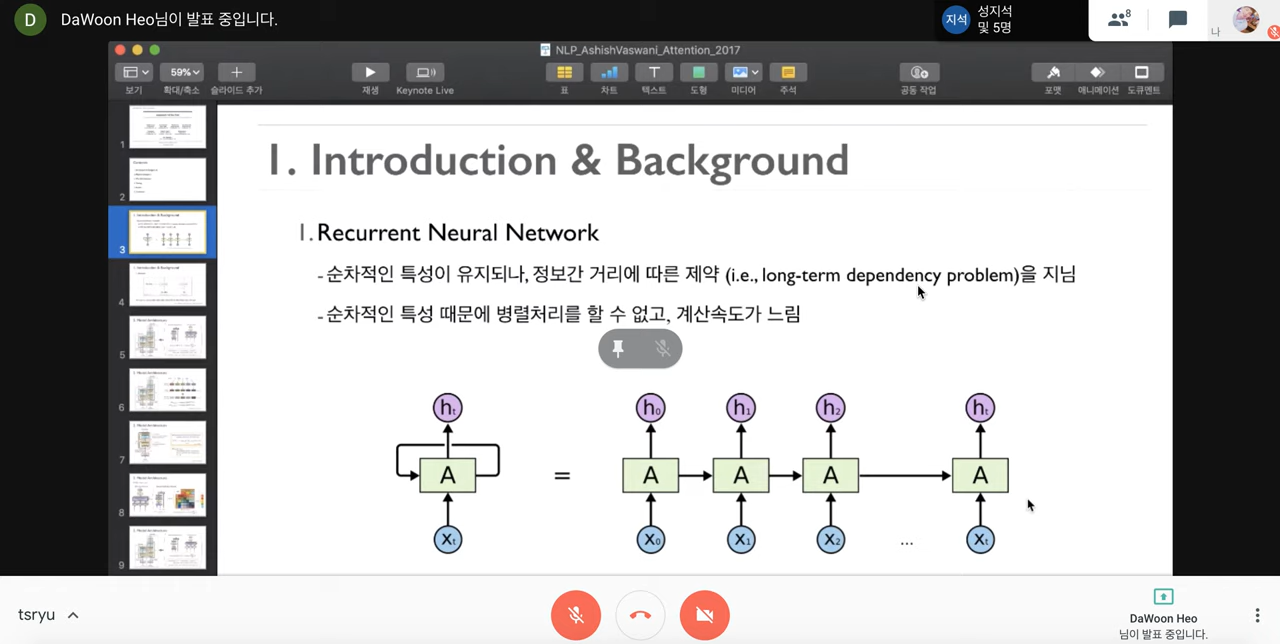 D
DaWoon Heo님이 발표 중입니다.
지석
성지석
및 5명
8
나
NLP_AshishVaswani_Attention_2017
59%
보기
확대/축소
슬라이드 추가
재생
Keynote Live
표
차트
텍스트
도형
미디어
주석
공동 작업
포맷
애니메이션
도큐멘트
1
2
3
4
5
6
7
8
9
1. Introduction & Background
1. Recurrent Neural Network
- 순차적인 특성이 유지되나, 정보간 거리에 따른 제약 (i.e., long-term dependency problem)을 지님
- 순차적인 특성 때문에 병렬처리를 할 수 없고, 계산속도가 느림
hₜ h₀ h₁ h₂ hₜ
A = A A A A
xₜ x₀ x₁ x₂ ... xₜ
tsryu
DaWoon Heo
님이 발표 중입니다.